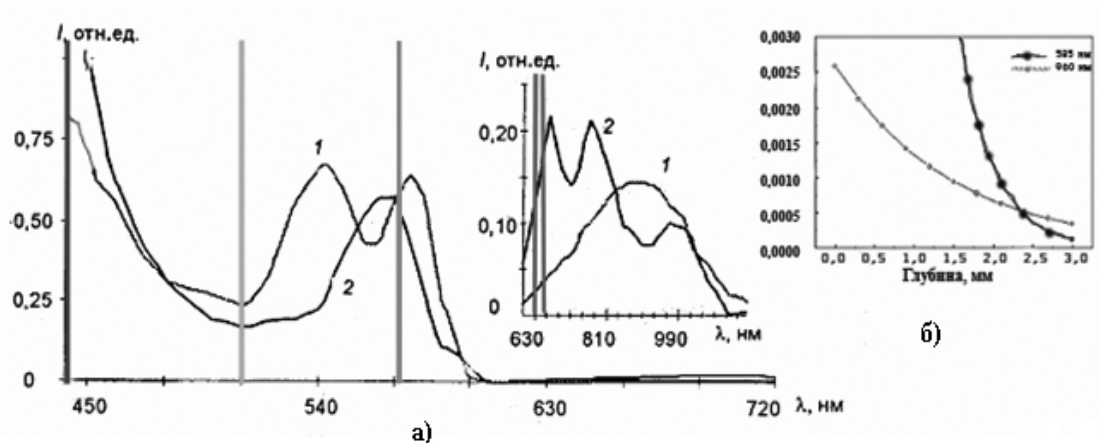 I, отн.ед.
0,75
0,50
0,25
0
1
2
450 540 630 720 λ, нм
I, отн.ед.
0,20
0,10
0
2
1
630 810 990 λ, нм
а)
0,0030
0,0025
0,0020
0,0015
0,0010
0,0005
0,0000
585 нм
960 нм
0,0 0,5 1,0 1,5 2,0 2,5 3,0
Глубина, мм
б)